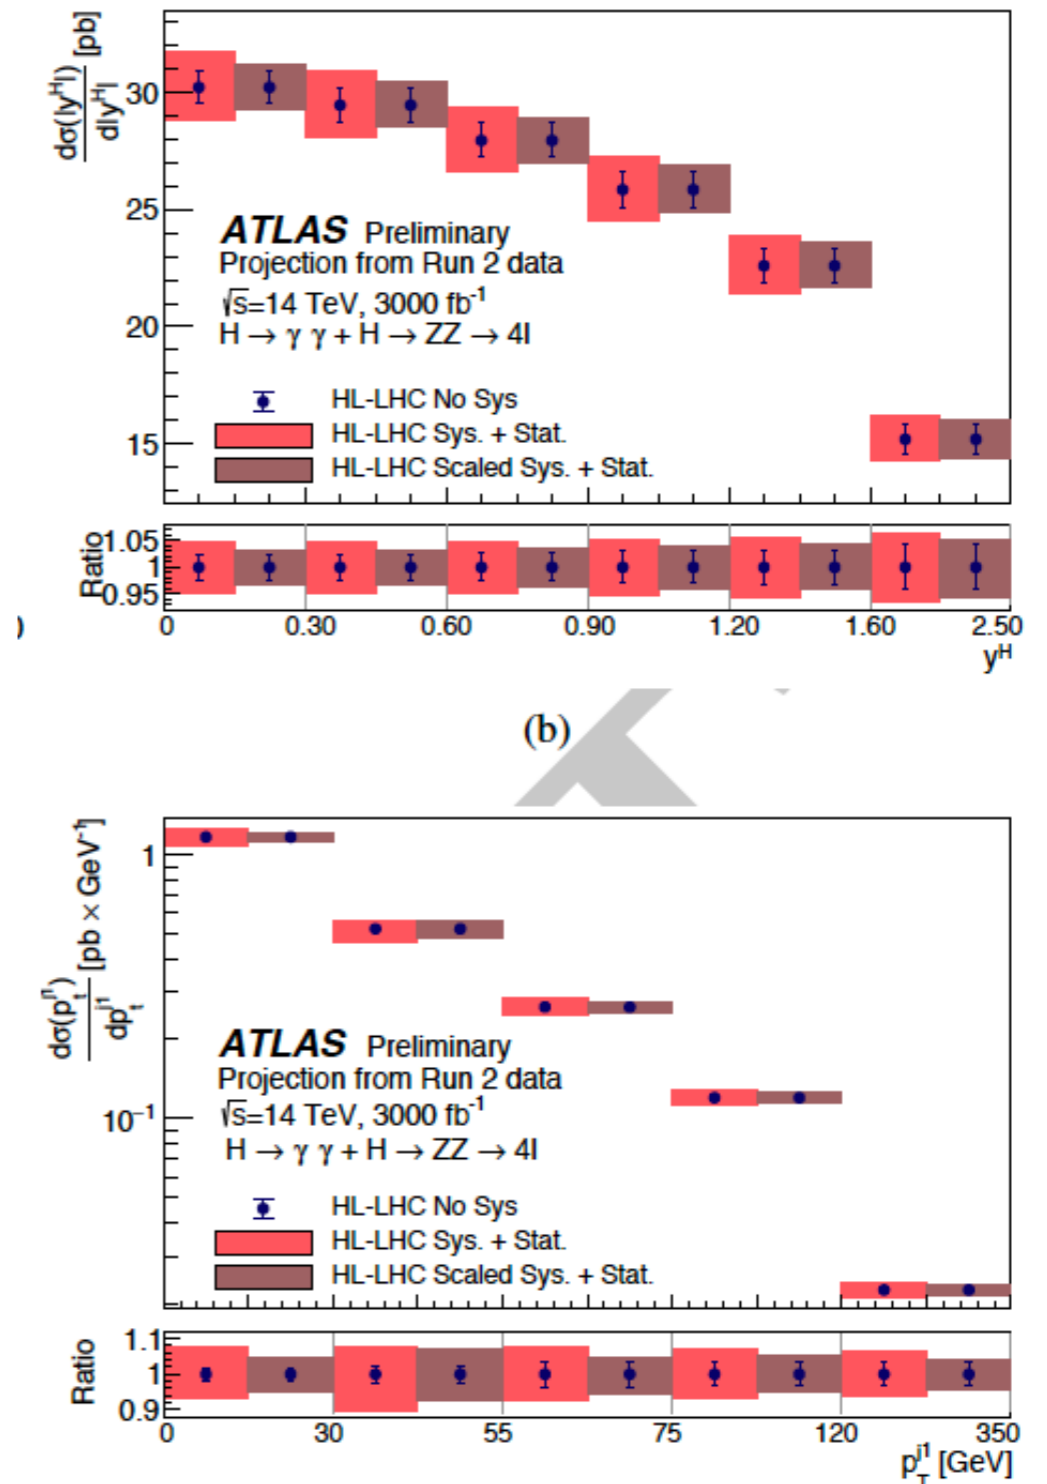 dσ(|y^H|)
d|y^H| [pb]
30
25
20
15
ATLAS Preliminary
Projection from Run 2 data
√s=14 TeV, 3000 fb⁻¹
H → γ γ + H → ZZ → 4l
HL-LHC No Sys
HL-LHC Sys. + Stat.
HL-LHC Scaled Sys. + Stat.
Ratio
1.05
1
0.95
0 0.30 0.60 0.90 1.20 1.60 2.50
y^H
)
(b)
dσ(p_t^j1)
dp_t^j1 [pb × GeV⁻¹]
1
10⁻¹
ATLAS Preliminary
Projection from Run 2 data
√s=14 TeV, 3000 fb⁻¹
H → γ γ + H → ZZ → 4l
HL-LHC No Sys
HL-LHC Sys. + Stat.
HL-LHC Scaled Sys. + Stat.
Ratio
1.1
1
0.9
0 30 55 75 120 350
p_T^j1 [GeV]